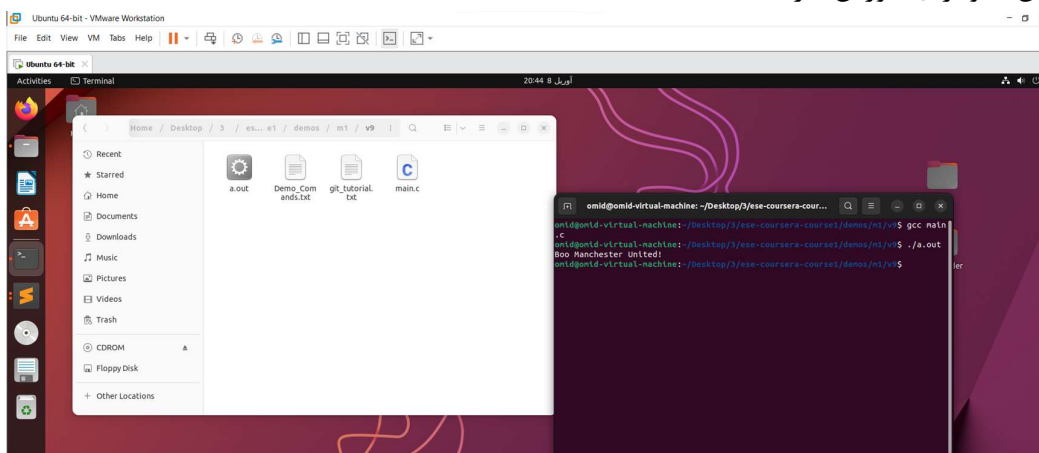 Ubuntu 64-bit - VMware Workstation
File Edit View VM Tabs Help
Ubuntu 64-bit
Activities Terminal 20:44 8 آوریل
Home / Desktop / 3 / es... e1 / demos / m1 / v9
Recent
Starred
Home
Documents
Downloads
Music
Pictures
Videos
Trash
CDROM
Floppy Disk
+ Other Locations
a.out
Demo_Com
ands.txt
git_tutorial.
txt
main.c
omid@omid-virtual-machine: ~/Desktop/3/ese-coursera-cour...
omid@omid-virtual-machine:~/Desktop/3/ese-coursera-course1/demos/m1/v9$ gcc main
.c
omid@omid-virtual-machine:~/Desktop/3/ese-coursera-course1/demos/m1/v9$ ./a.out
Boo Manchester United!
omid@omid-virtual-machine:~/Desktop/3/ese-coursera-course1/demos/m1/v9$